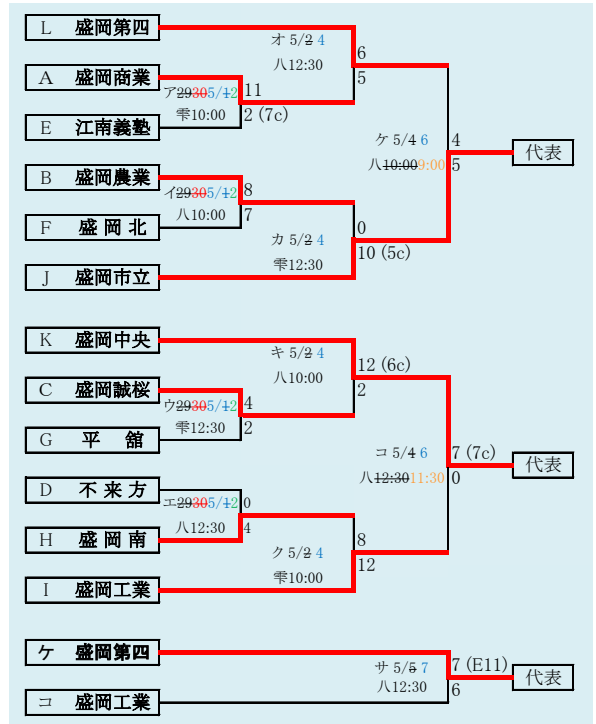 L 盛岡第四
オ 5/2 4
八12:30
6
5
A 盛岡商業
ア29305/12
雫10:00
11
2 (7c)
E 江南義塾
ケ 5/4 6
八10:009:00
4
5
代表
B 盛岡農業
イ29305/12
八10:00
8
7
F 盛岡北
カ 5/2 4
雫12:30
0
10 (5c)
J 盛岡市立
K 盛岡中央
キ 5/2 4
八10:00
12 (6c)
2
C 盛岡誠桜
ウ29305/12
雫12:30
4
2
G 平舘
コ 5/4 6
八12:3011:30
7 (7c)
0
代表
D 不来方
エ29305/12
八12:30
0
4
H 盛岡南
ク 5/2 4
雫10:00
8
12
I 盛岡工業
ケ 盛岡第四
サ 5/5 7
八12:30
7 (E11)
6
代表
コ 盛岡工業